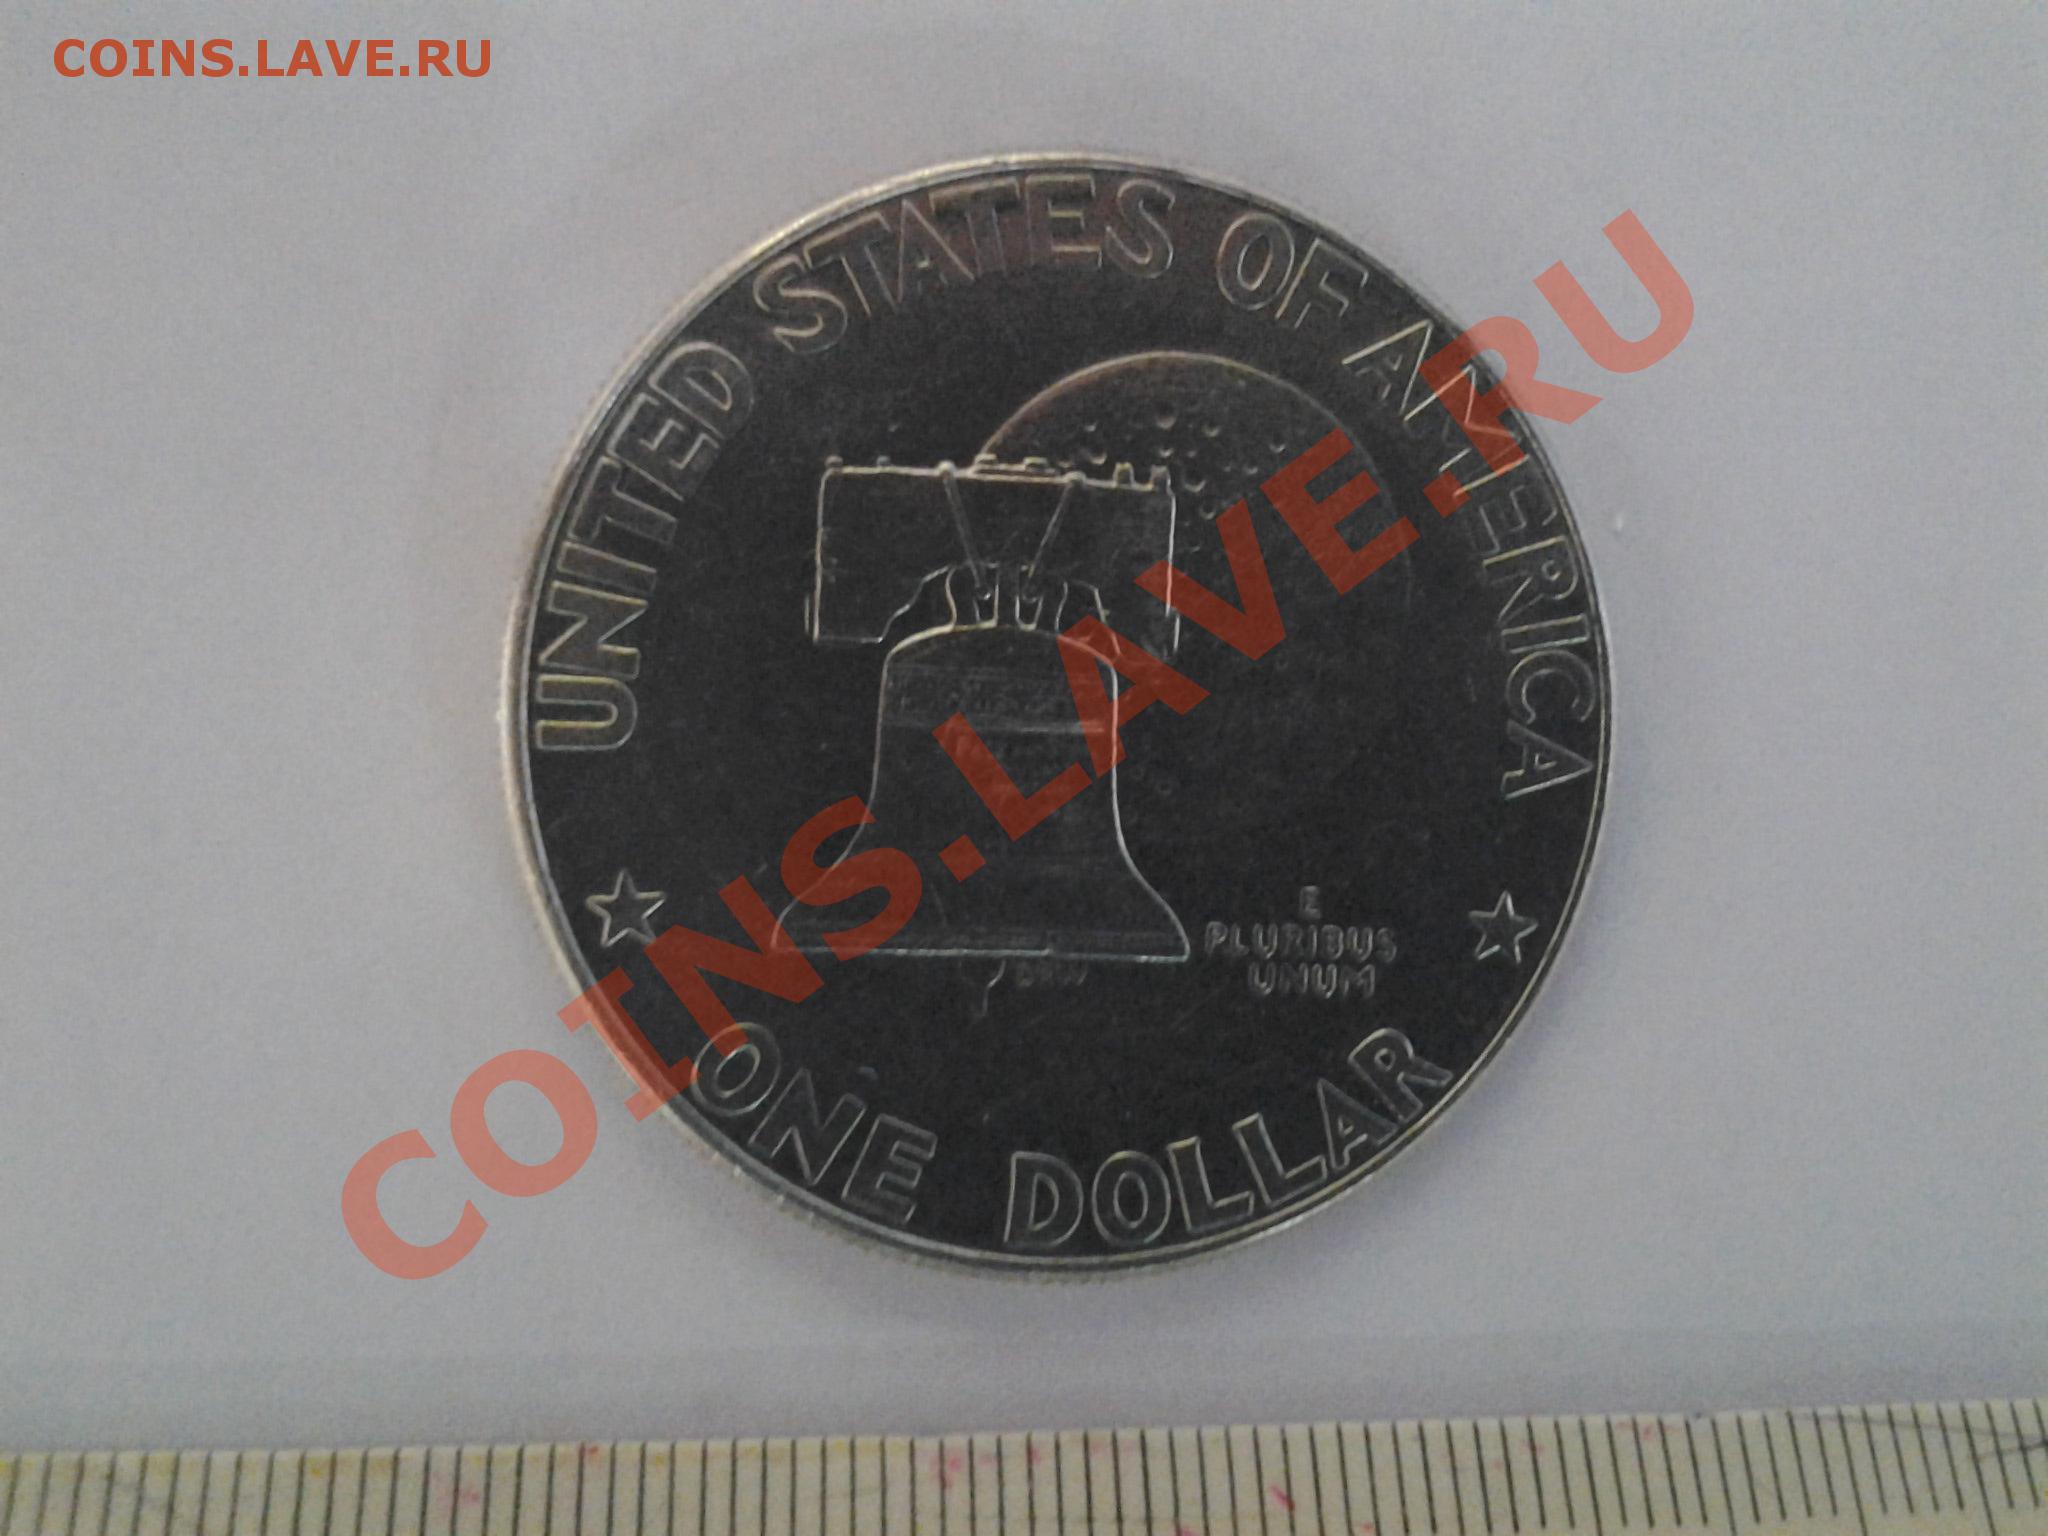 COINS.LAVE.RU
UNITED STATES OF AMERICA
E
PLURIBUS
UNUM
ONE DOLLAR
COINS.LAVE.RU